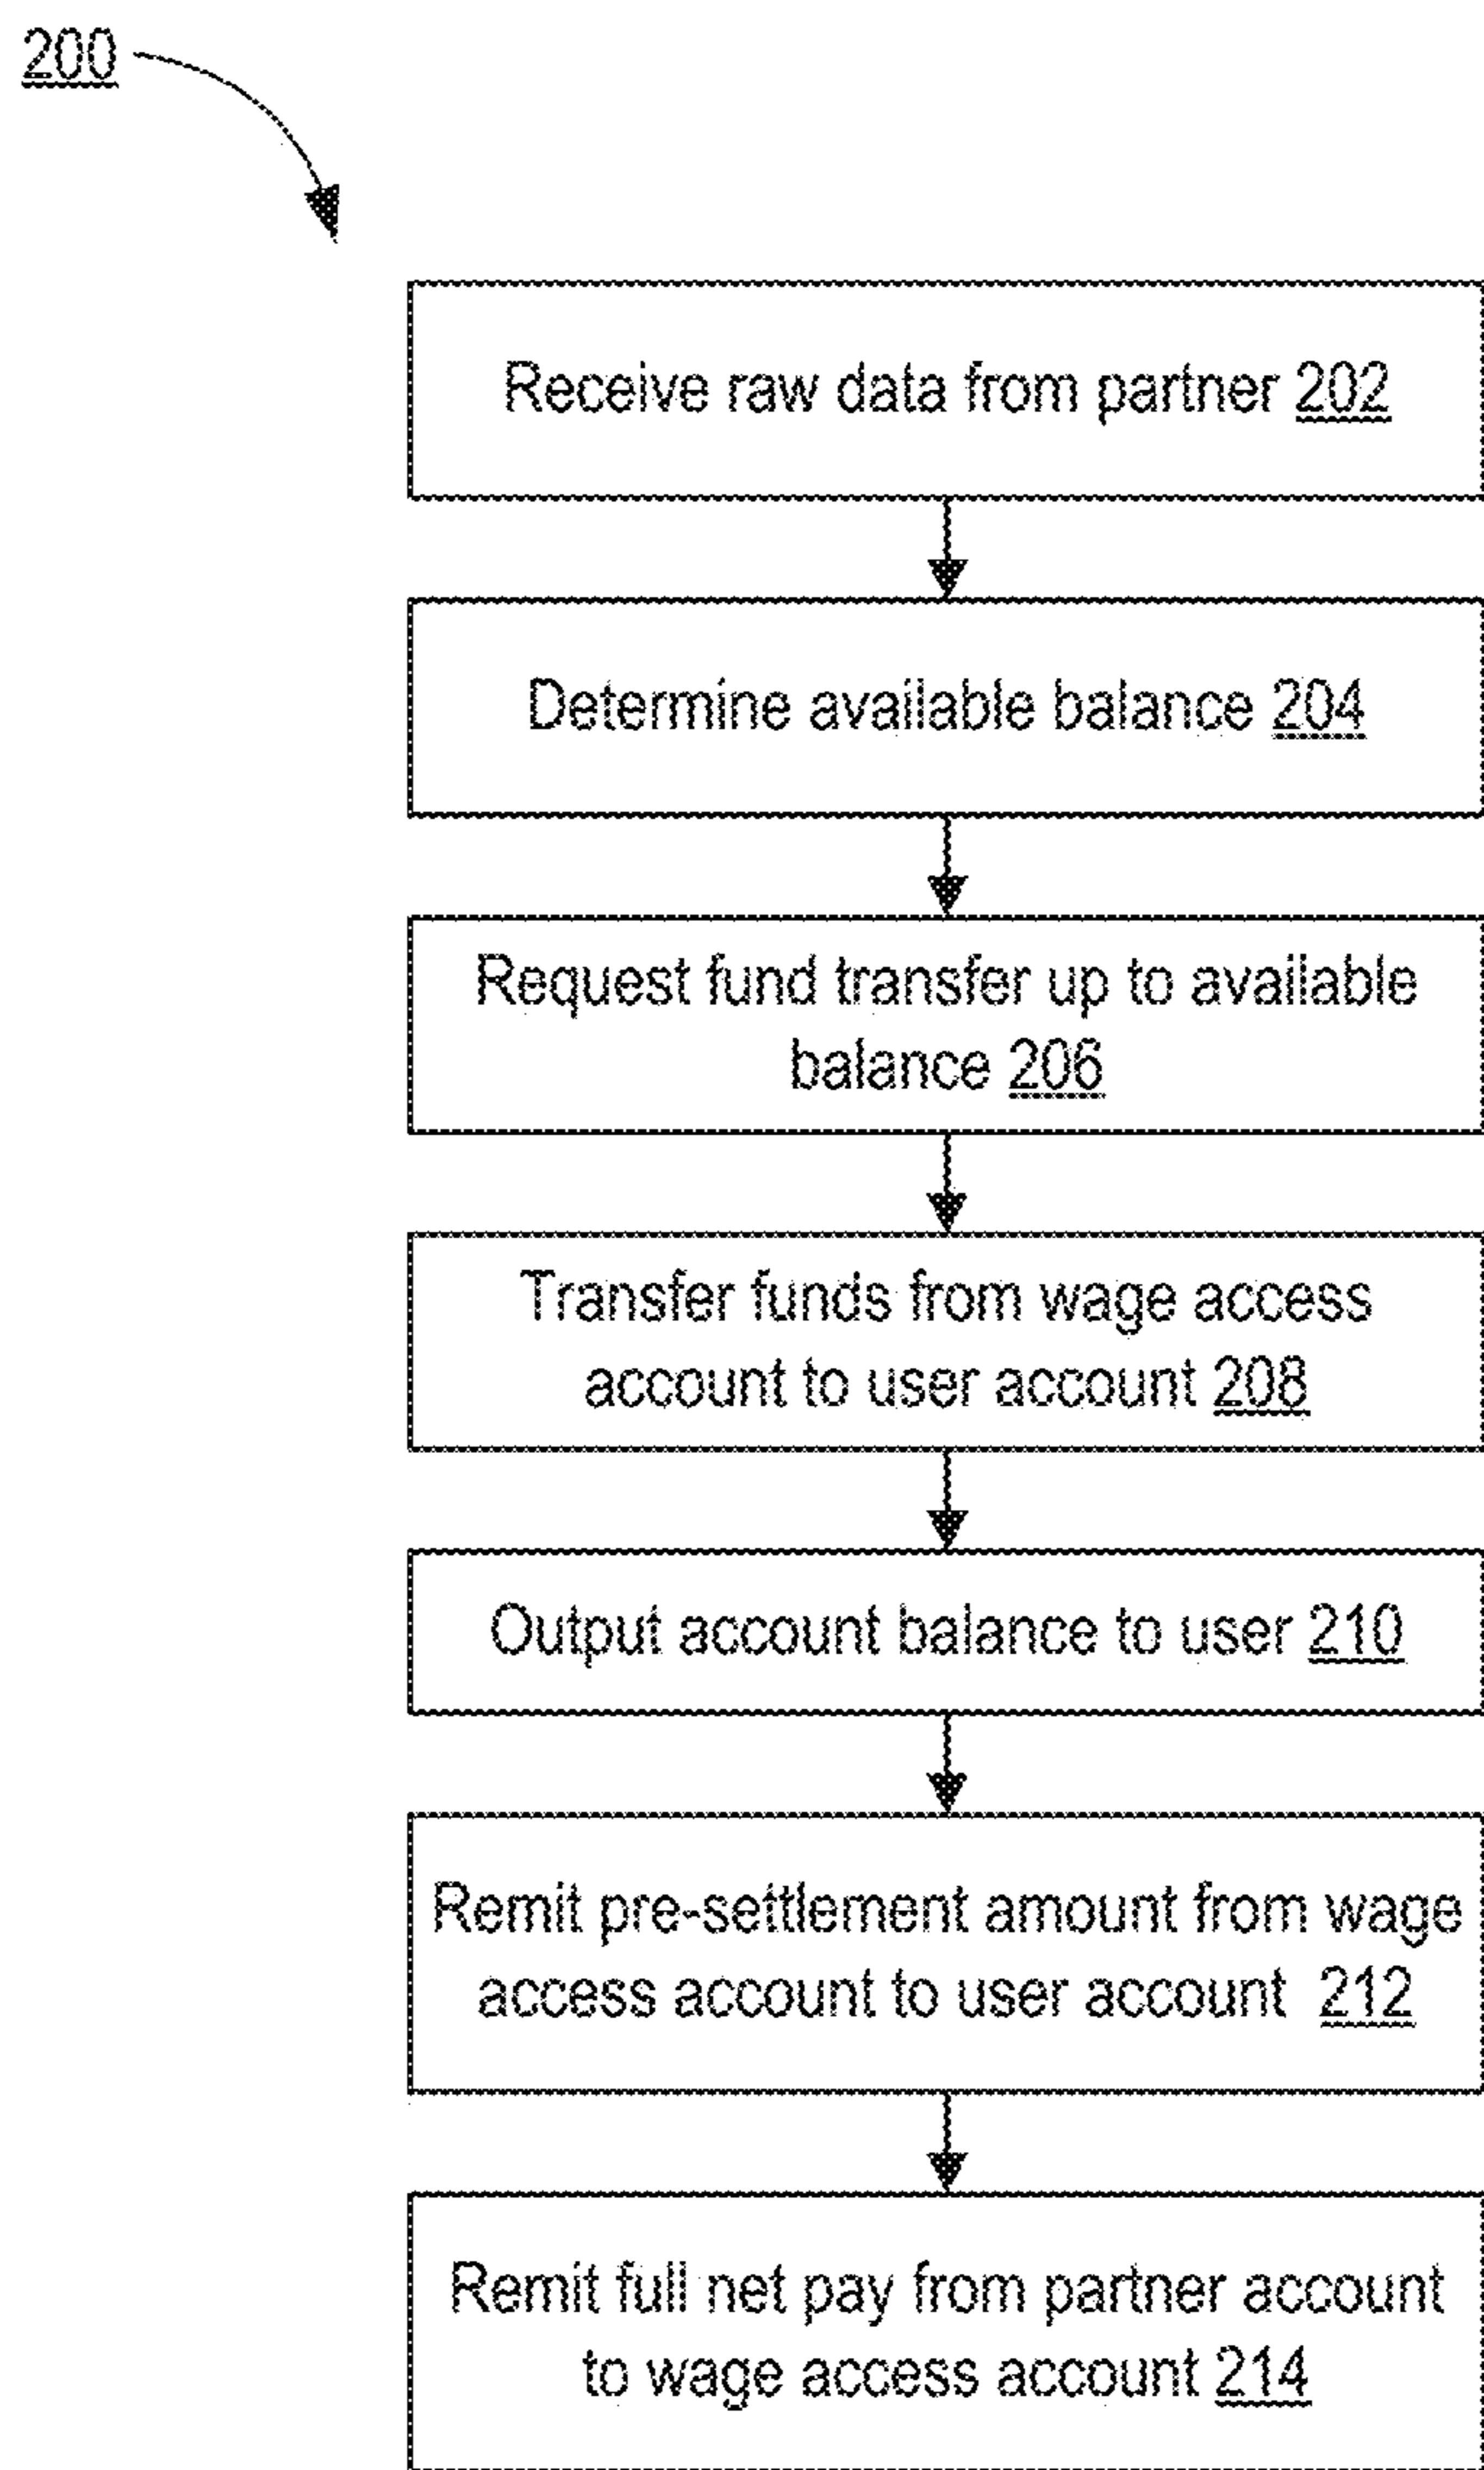 200
Receive raw data from partner 202
Determine available balance 204
Request fund transfer up to available
balance 206
Transfer funds from wage access
account to user account 208
Output account balance to user 210
Remit pre-settlement amount from wage
access account to user account 212
Remit full net pay from partner account
to wage access account 214